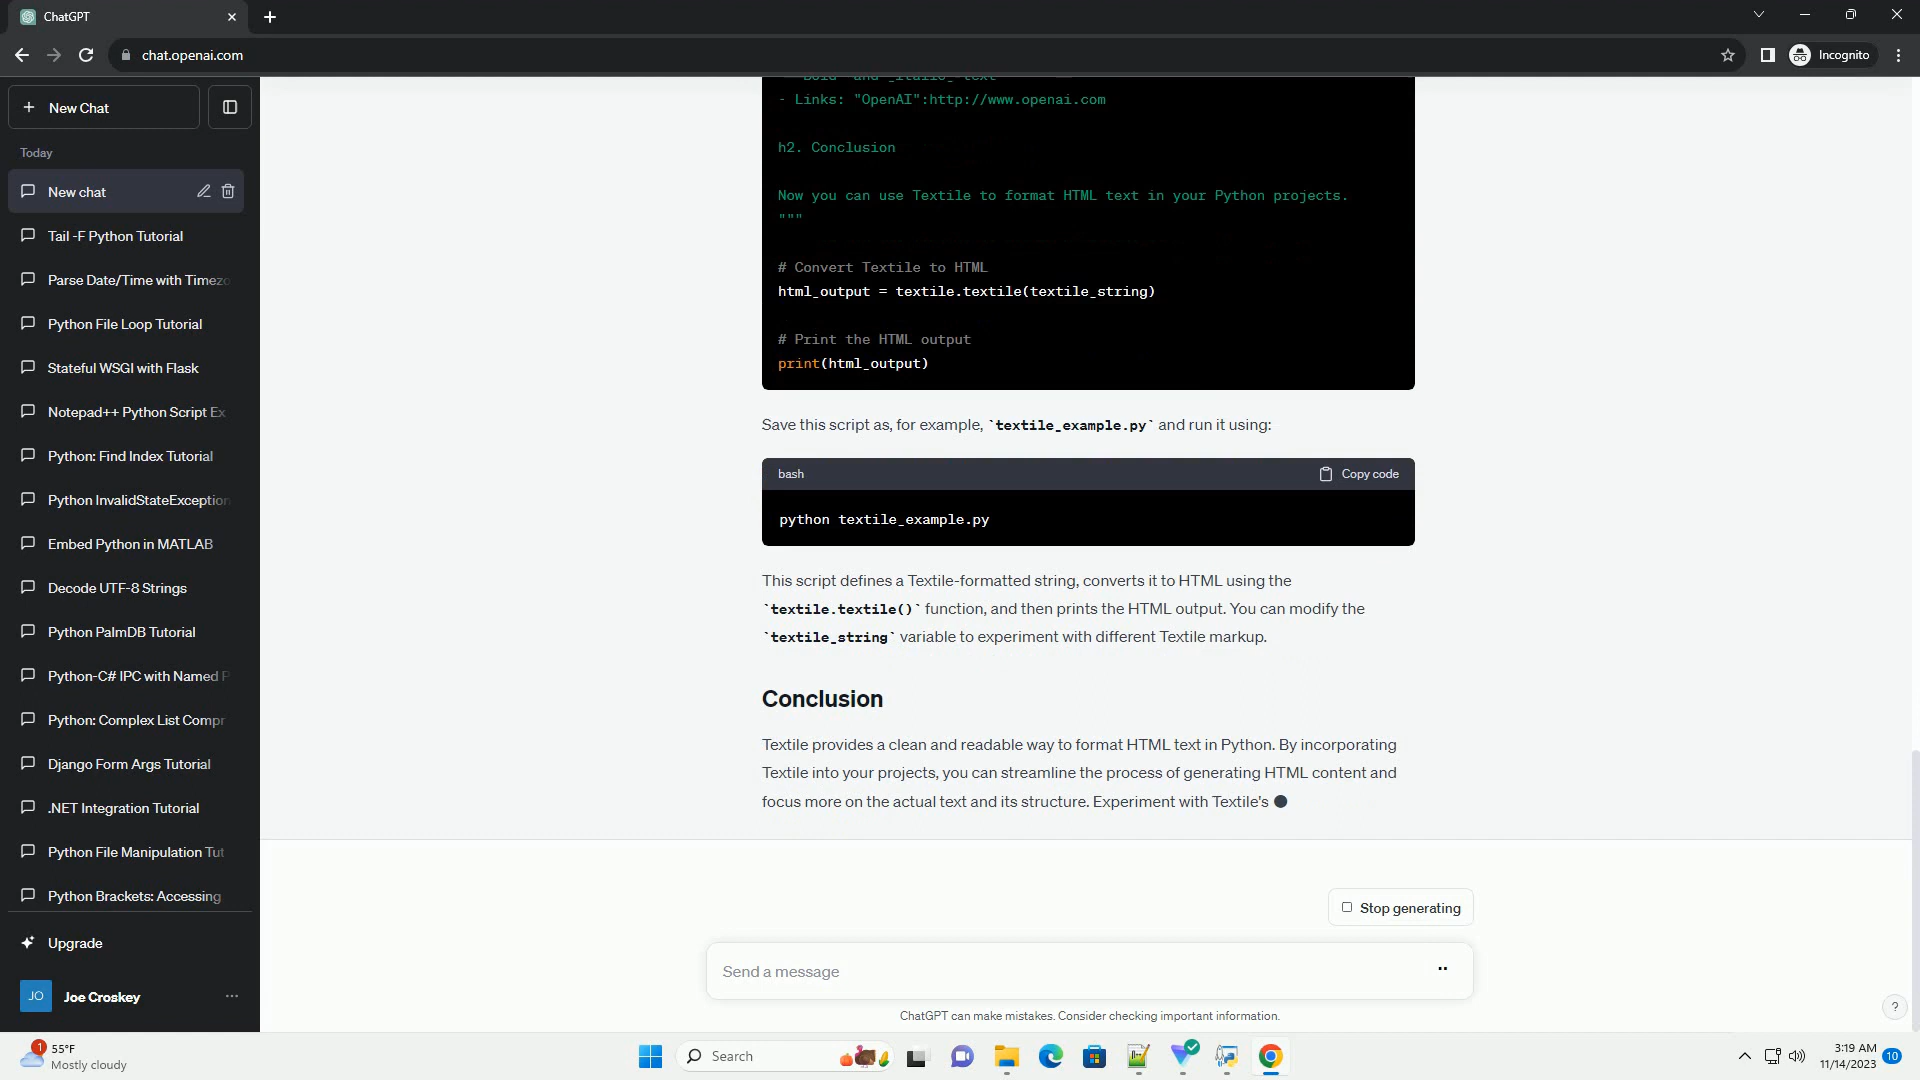 ChatGPT
chat.openai.com
Incognito
New Chat
Today
New chat
Tail -F Python Tutorial
Parse Date/Time with Timezo
Python File Loop Tutorial
Stateful WSGI with Flask
Notepad++ Python Script Ex
Python: Find Index Tutorial
Python InvalidStateException
Embed Python in MATLAB
Decode UTF-8 Strings
Python PalmDB Tutorial
Python-C# IPC with Named P
Python: Complex List Compr
Django Form Args Tutorial
.NET Integration Tutorial
Python File Manipulation Tut
Python Brackets: Accessing
Upgrade
JO Joe Croskey
- Links: "OpenAI":http://www.openai.com
h2. Conclusion
Now you can use Textile to format HTML text in your Python projects.
"""
# Convert Textile to HTML
html_output = textile.textile(textile_string)
# Print the HTML output
print(html_output)
Save this script as, for example, `textile_example.py` and run it using:
bash Copy code
python textile_example.py
This script defines a Textile-formatted string, converts it to HTML using the
`textile.textile()` function, and then prints the HTML output. You can modify the
`textile_string` variable to experiment with different Textile markup.
Conclusion
Textile provides a clean and readable way to format HTML text in Python. By incorporating
Textile into your projects, you can streamline the process of generating HTML content and
focus more on the actual text and its structure. Experiment with Textile's
Stop generating
Send a message
ChatGPT can make mistakes. Consider checking important information.
?
1
55°F
Mostly cloudy
Search
3:19 AM
11/14/2023
10